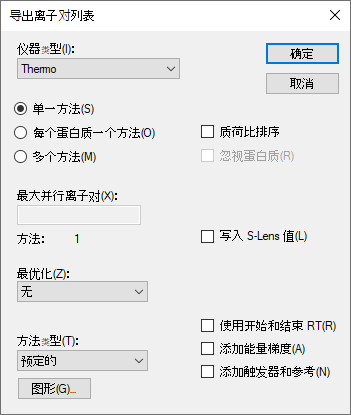 导出离子对列表
仪器类型(I):
确定
Thermo
取消
单一方法(S)
每个蛋白质一个方法(O)
质荷比排序
多个方法(M)
忽视蛋白质(R)
最大并行离子对(X):
方法: 1
写入 S-Lens 值(L)
最优化(Z):
无
使用开始和结束 RT(R)
方法类型(T):
添加能量梯度(A)
预定的
添加触发器和参考(N)
图形(G)...